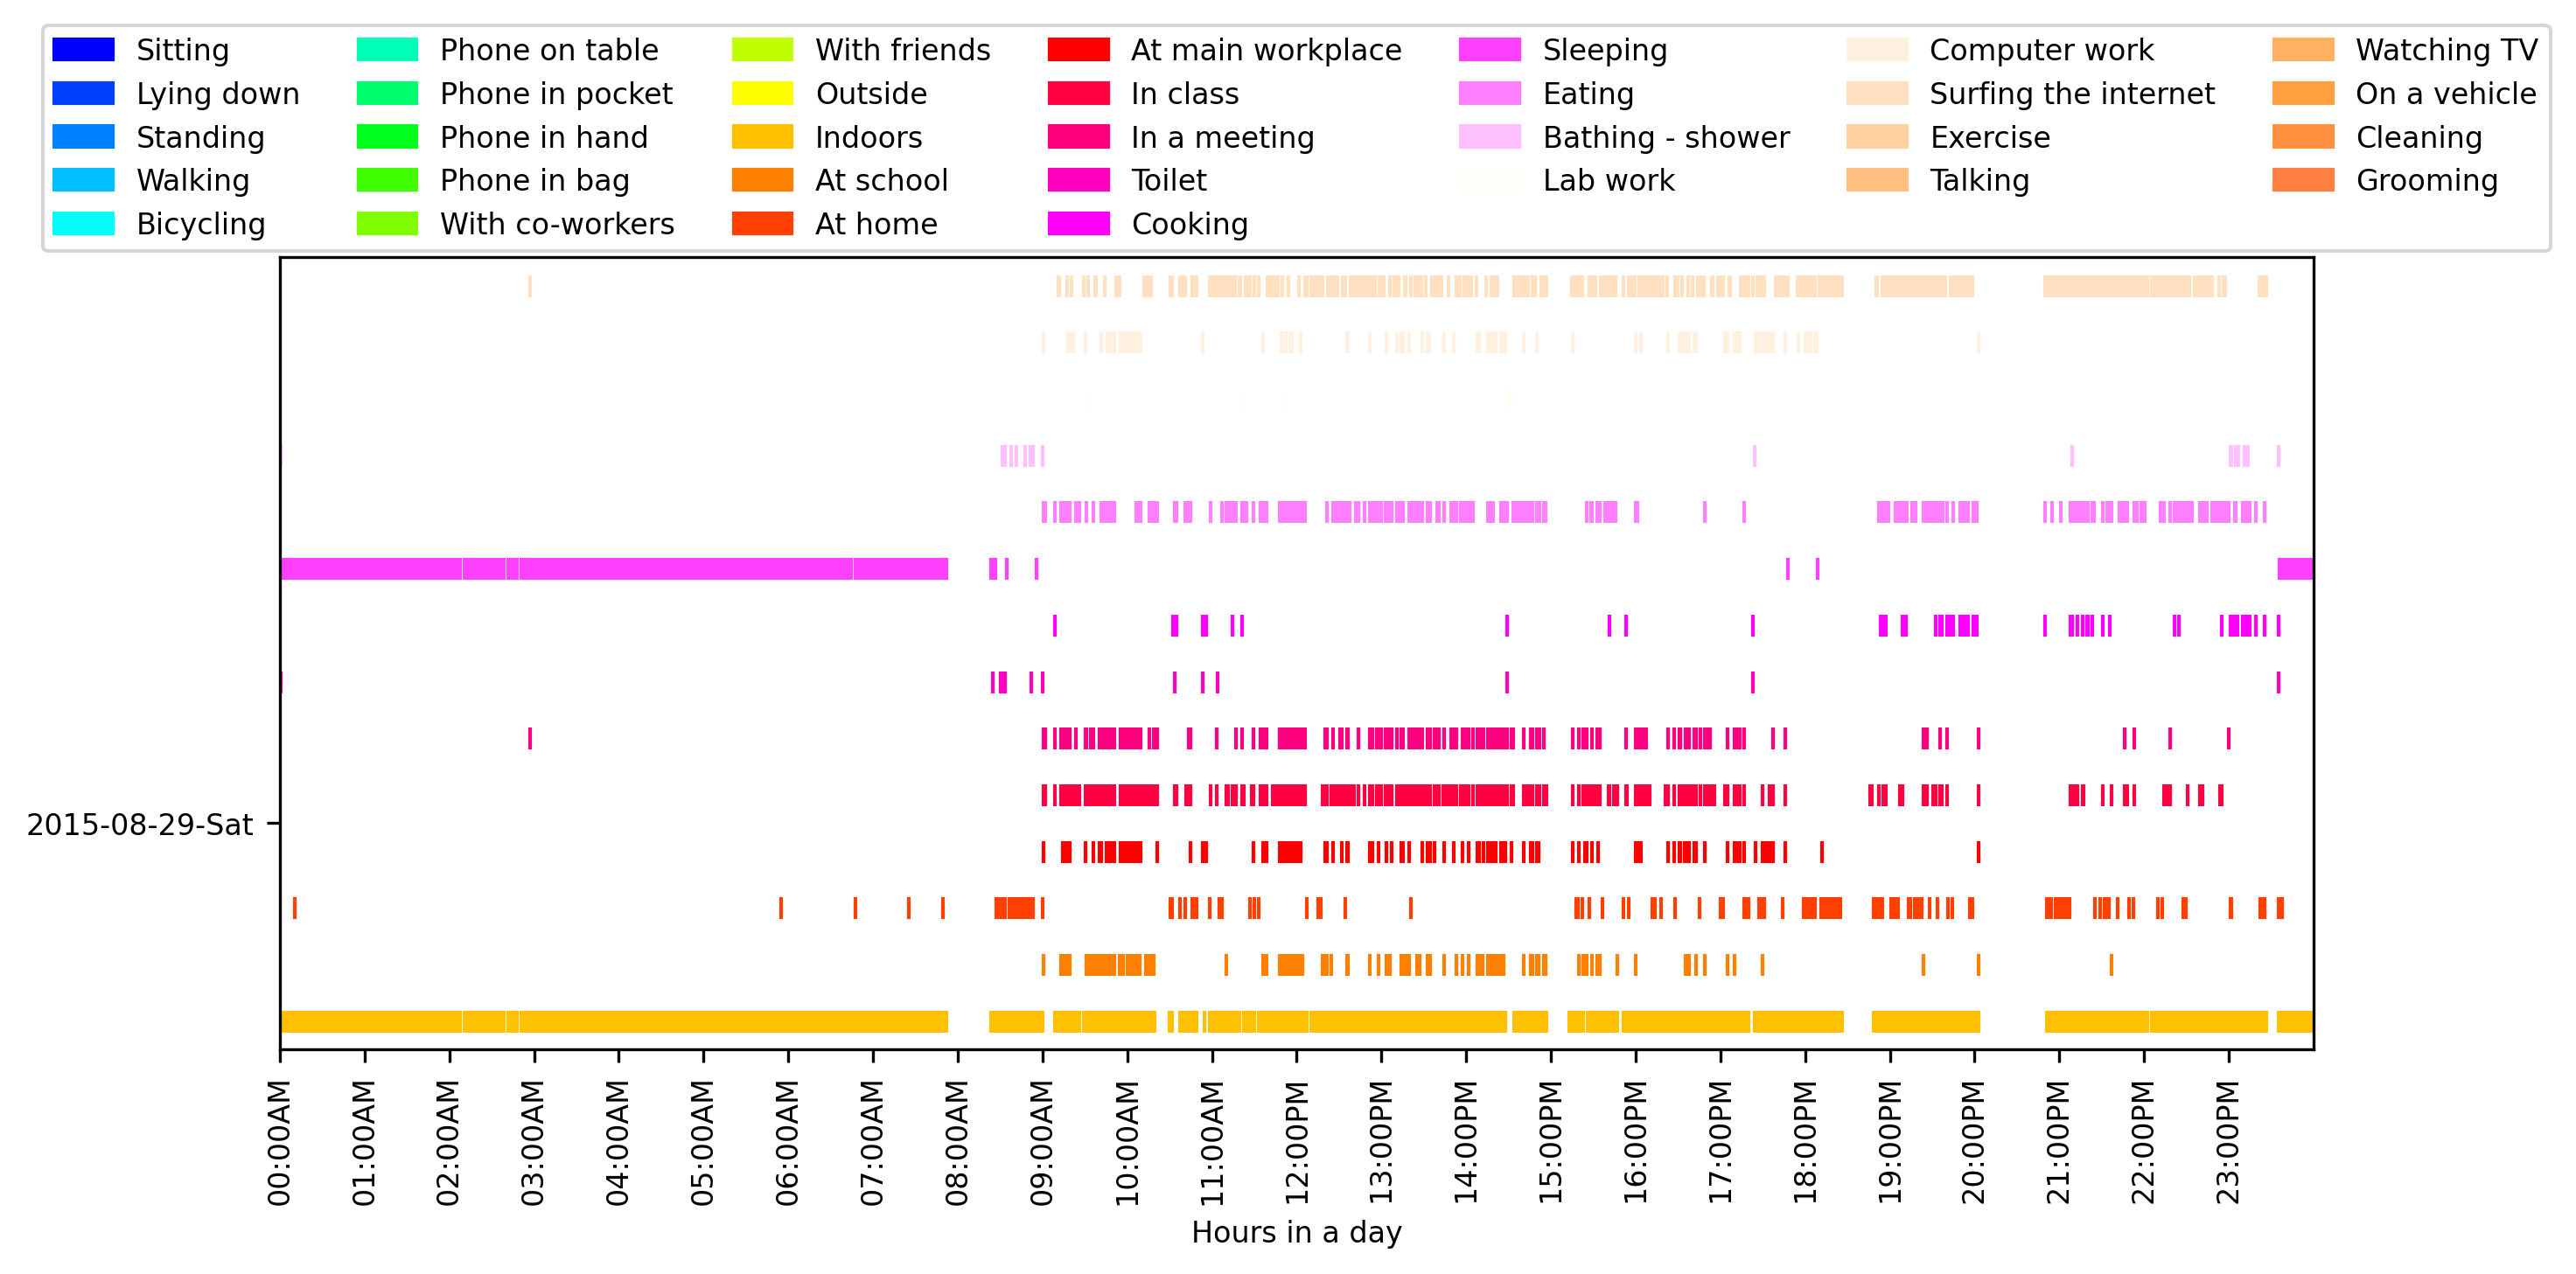 Sitting
Lying down
Standing
Walking
Bicycling
Phone on table
Phone in pocket
Phone in hand
Phone in bag
With co-workers
With friends
Outside
Indoors
At school
At home
At main workplace
In class
In a meeting
Toilet
Cooking
Sleeping
Eating
Bathing - shower
Lab work
Computer work
Surfing the internet
Exercise
Talking
Watching TV
On a vehicle
Cleaning
Grooming
2015-08-29-Sat
00:00AM
01:00AM
02:00AM
03:00AM
04:00AM
05:00AM
06:00AM
07:00AM
08:00AM
09:00AM
10:00AM
11:00AM
12:00PM
13:00PM
14:00PM
15:00PM
16:00PM
17:00PM
18:00PM
19:00PM
20:00PM
21:00PM
22:00PM
23:00PM
Hours in a day